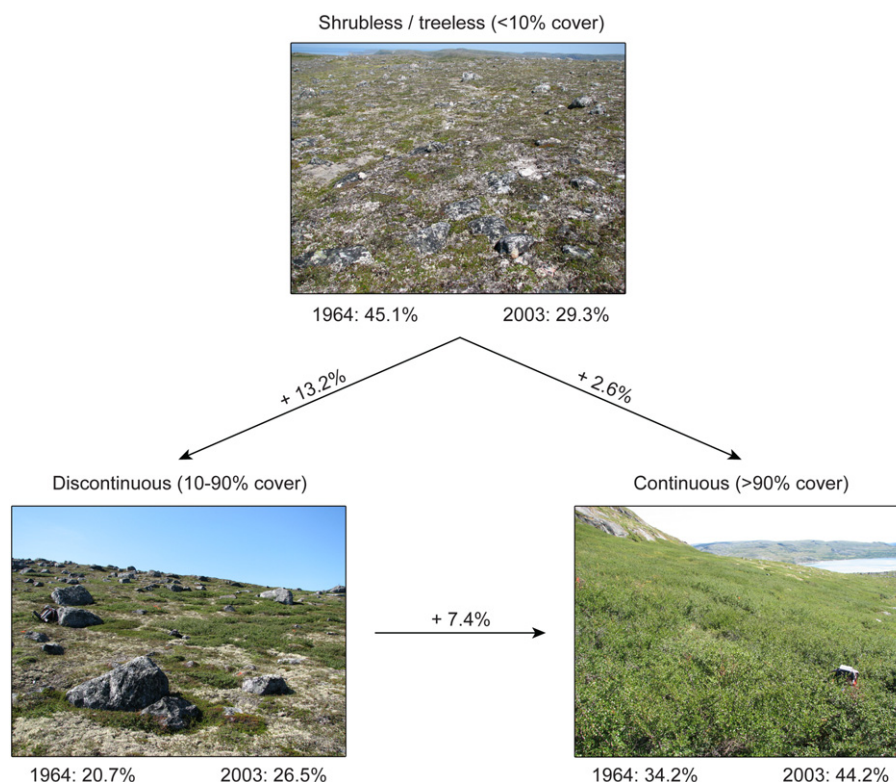 Shrubless / treeless (<10% cover)
1964: 45.1% 2003: 29.3%
+ 13.2%
+ 2.6%
Discontinuous (10-90% cover)
Continuous (>90% cover)
+ 7.4%
1964: 20.7% 2003: 26.5%
1964: 34.2% 2003: 44.2%